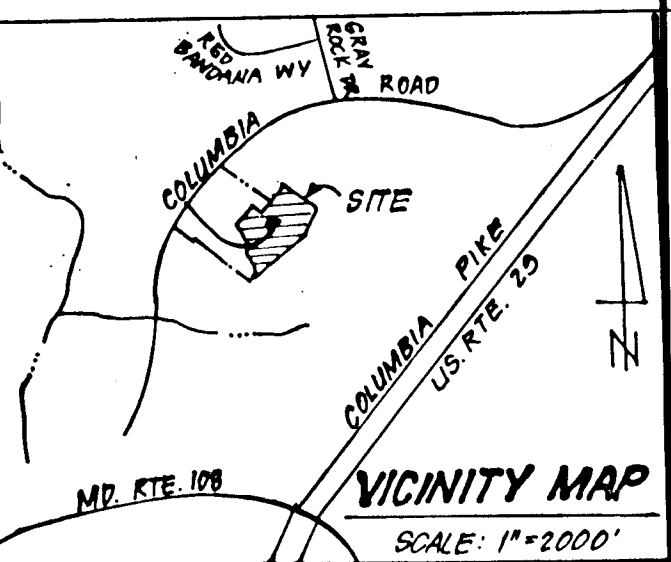 RED
BANDANA WY
GRAY
ROCK DR
ROAD
COLUMBIA
SITE
COLUMBIA PIKE
US. RTE. 29
N
MD. RTE. 108
VICINITY MAP
SCALE: 1"=2000'